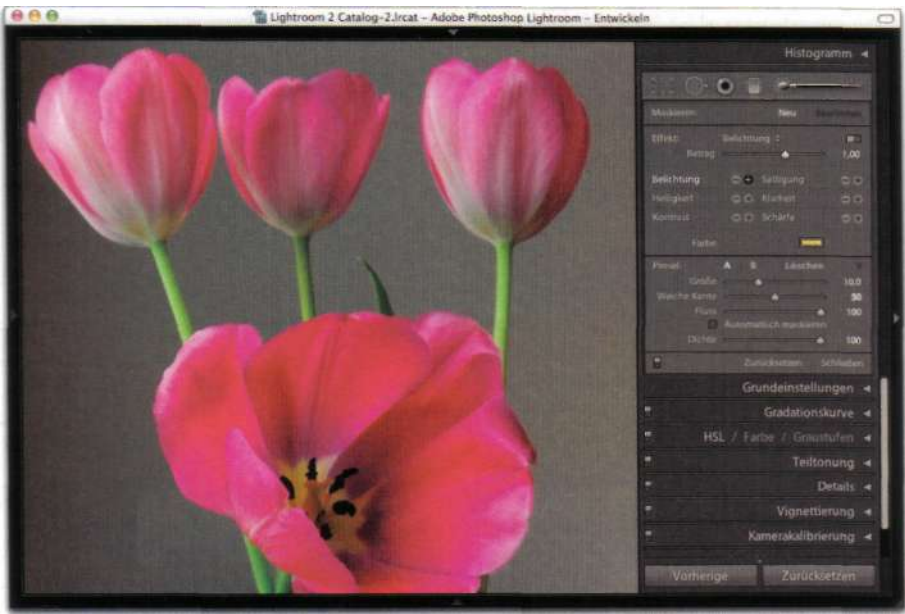 Lightroom 2 Catalog-2.lrcat – Adobe Photoshop Lightroom – Entwickeln
Histogramm
Maskieren: Neu Bearbeiten
Effekt: Belichtung
Betrag 1,00
Belichtung Sättigung
Helligkeit Klarheit
Kontrast Schärfe
Farbe
Pinsel: A B Löschen
Größe 10,0
Weiche Kante 50
Fluss 100
Automatisch maskieren
Dichte 100
Zurücksetzen Schließen
Grundeinstellungen
Gradationskurve
HSL / Farbe / Graustufen
Teiltonung
Details
Vignettierung
Kamerakalibrierung
Vorherige Zurücksetzen